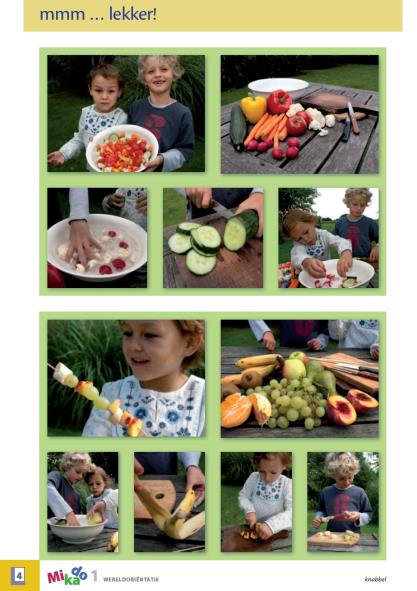 mmm ... lekker!
4
Mikado 1 WERELDORIËNTATIE
knabbel